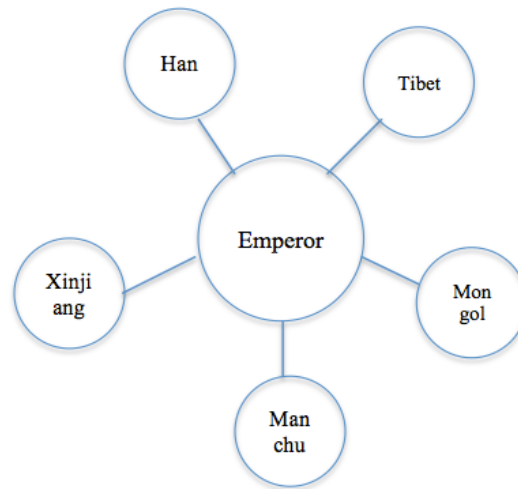 Han
Tibet
Emperor
Xinji
ang
Mon
gol
Man
chu